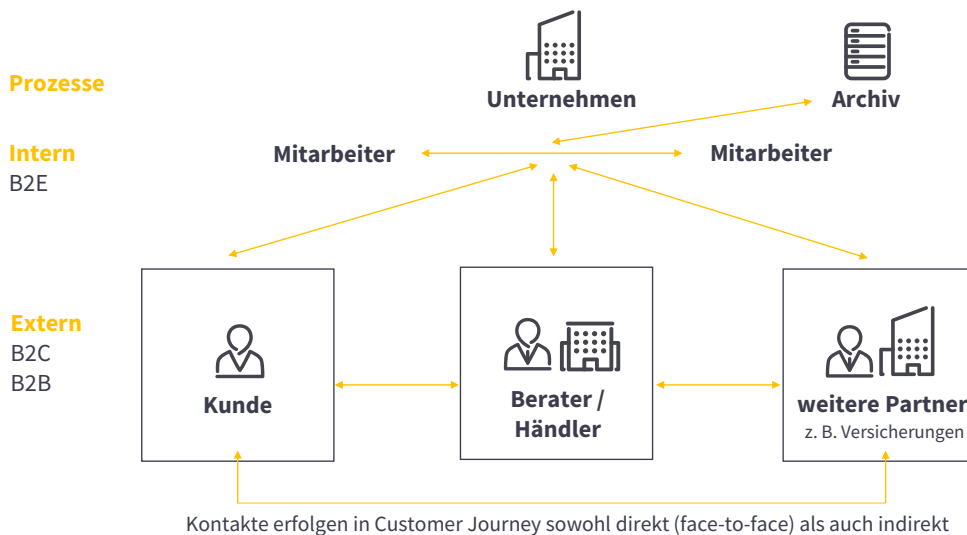 Prozesse
Unternehmen
Archiv
Intern
B2E
Mitarbeiter
Mitarbeiter
Extern
B2C
B2B
Kunde
Berater /
Händler
weitere Partner
z. B. Versicherungen
Kontakte erfolgen in Customer Journey sowohl direkt (face-to-face) als auch indirekt